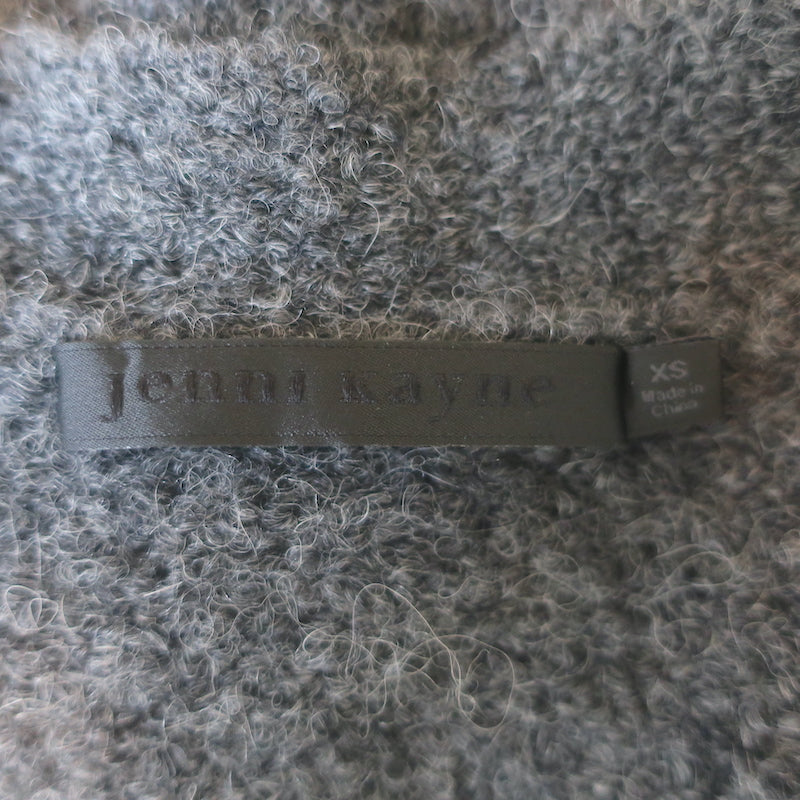 jenni kayne
XS
Made in
China